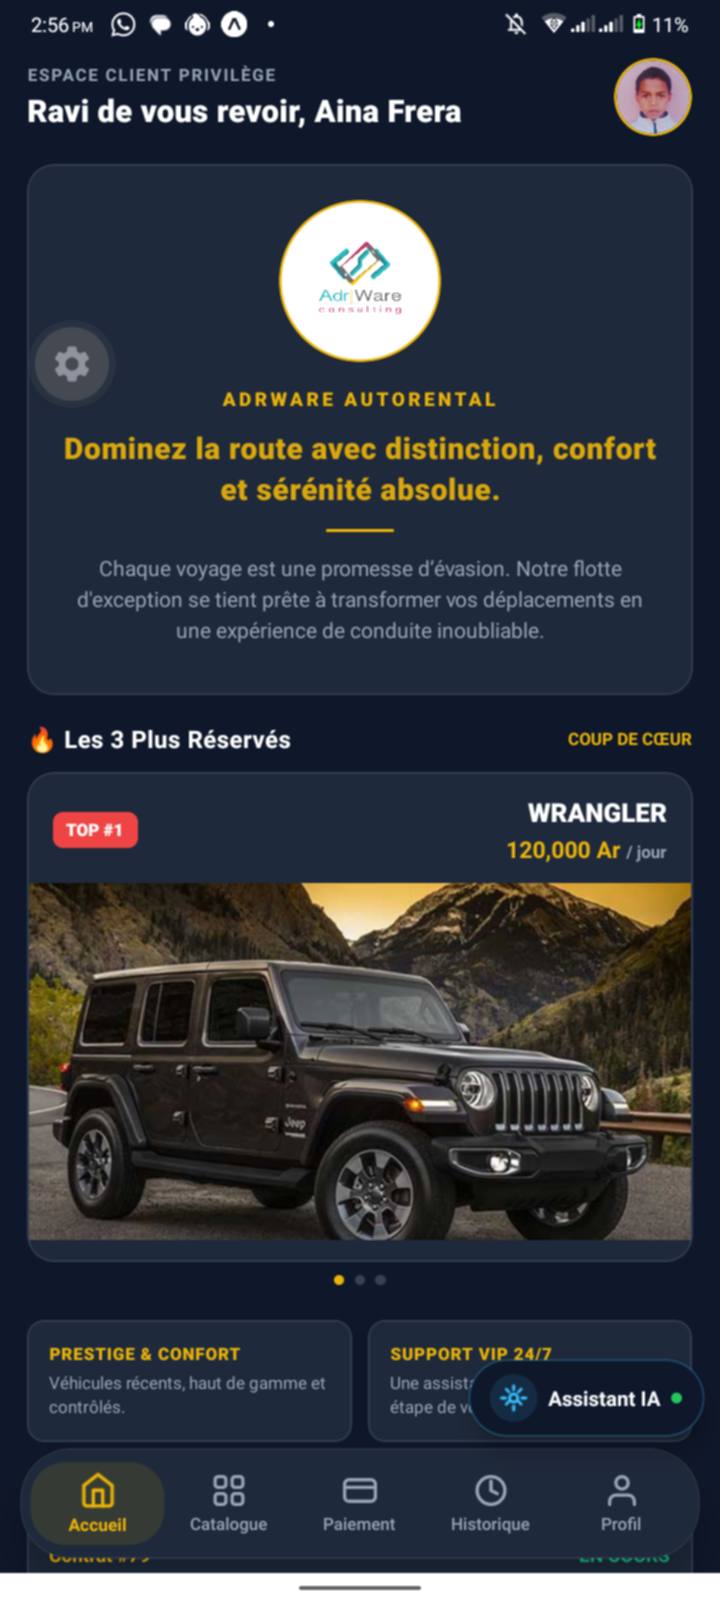 2:56 PM
11%
ESPACE CLIENT PRIVILÈGE
Ravi de vous revoir, Aina Frera
Adr|Ware
consulting
ADRWARE AUTORENTAL
Dominez la route avec distinction, confort
et sérénité absolue.
Chaque voyage est une promesse d'évasion. Notre flotte
d'exception se tient prête à transformer vos déplacements en
une expérience de conduite inoubliable.
🔥 Les 3 Plus Réservés
COUP DE CŒUR
TOP #1
WRANGLER
120,000 Ar / jour
Jeep
PRESTIGE & CONFORT
Véhicules récents, haut de gamme et
contrôlés.
SUPPORT VIP 24/7
Une
étape de
Assistant IA
Accueil
Catalogue
Paiement
Historique
Profil
Contrat #79
EN COURS